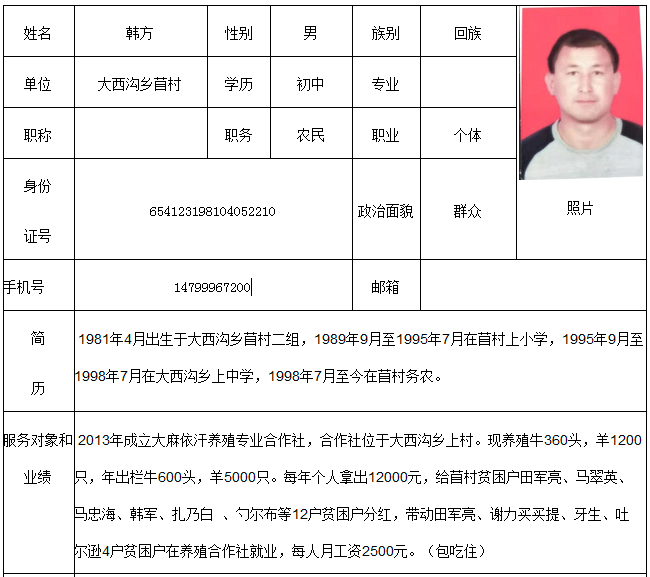 姓名 韩方 性别 男 族别 回族
单位 大西沟乡苜村 学历 初中 专业
职称 职务 农民 职业 个体
照片
身份
证号 654123198104052210 政治面貌 群众
手机号 14799967200 邮箱
简
历
1981年4月出生于大西沟乡苜村二组，1989年9月至1995年7月在苜村上小学，1995年9月至
1998年7月在大西沟乡上中学，1998年7月至今在苜村务农。
服务对象和
业绩
2013年成立大麻依汗养殖专业合作社，合作社位于大西沟乡上村。现养殖牛360头，羊1200
只，年出栏牛600头，羊5000只。每年个人拿出12000元，给苜村贫困户田军亮、马翠英、
马忠海、韩军、扎乃白 、勺尔布等12户贫困户分红，带动田军亮、谢力买买提、牙生、吐
尔逊4户贫困户在养殖合作社就业，每人月工资2500元。（包吃住）